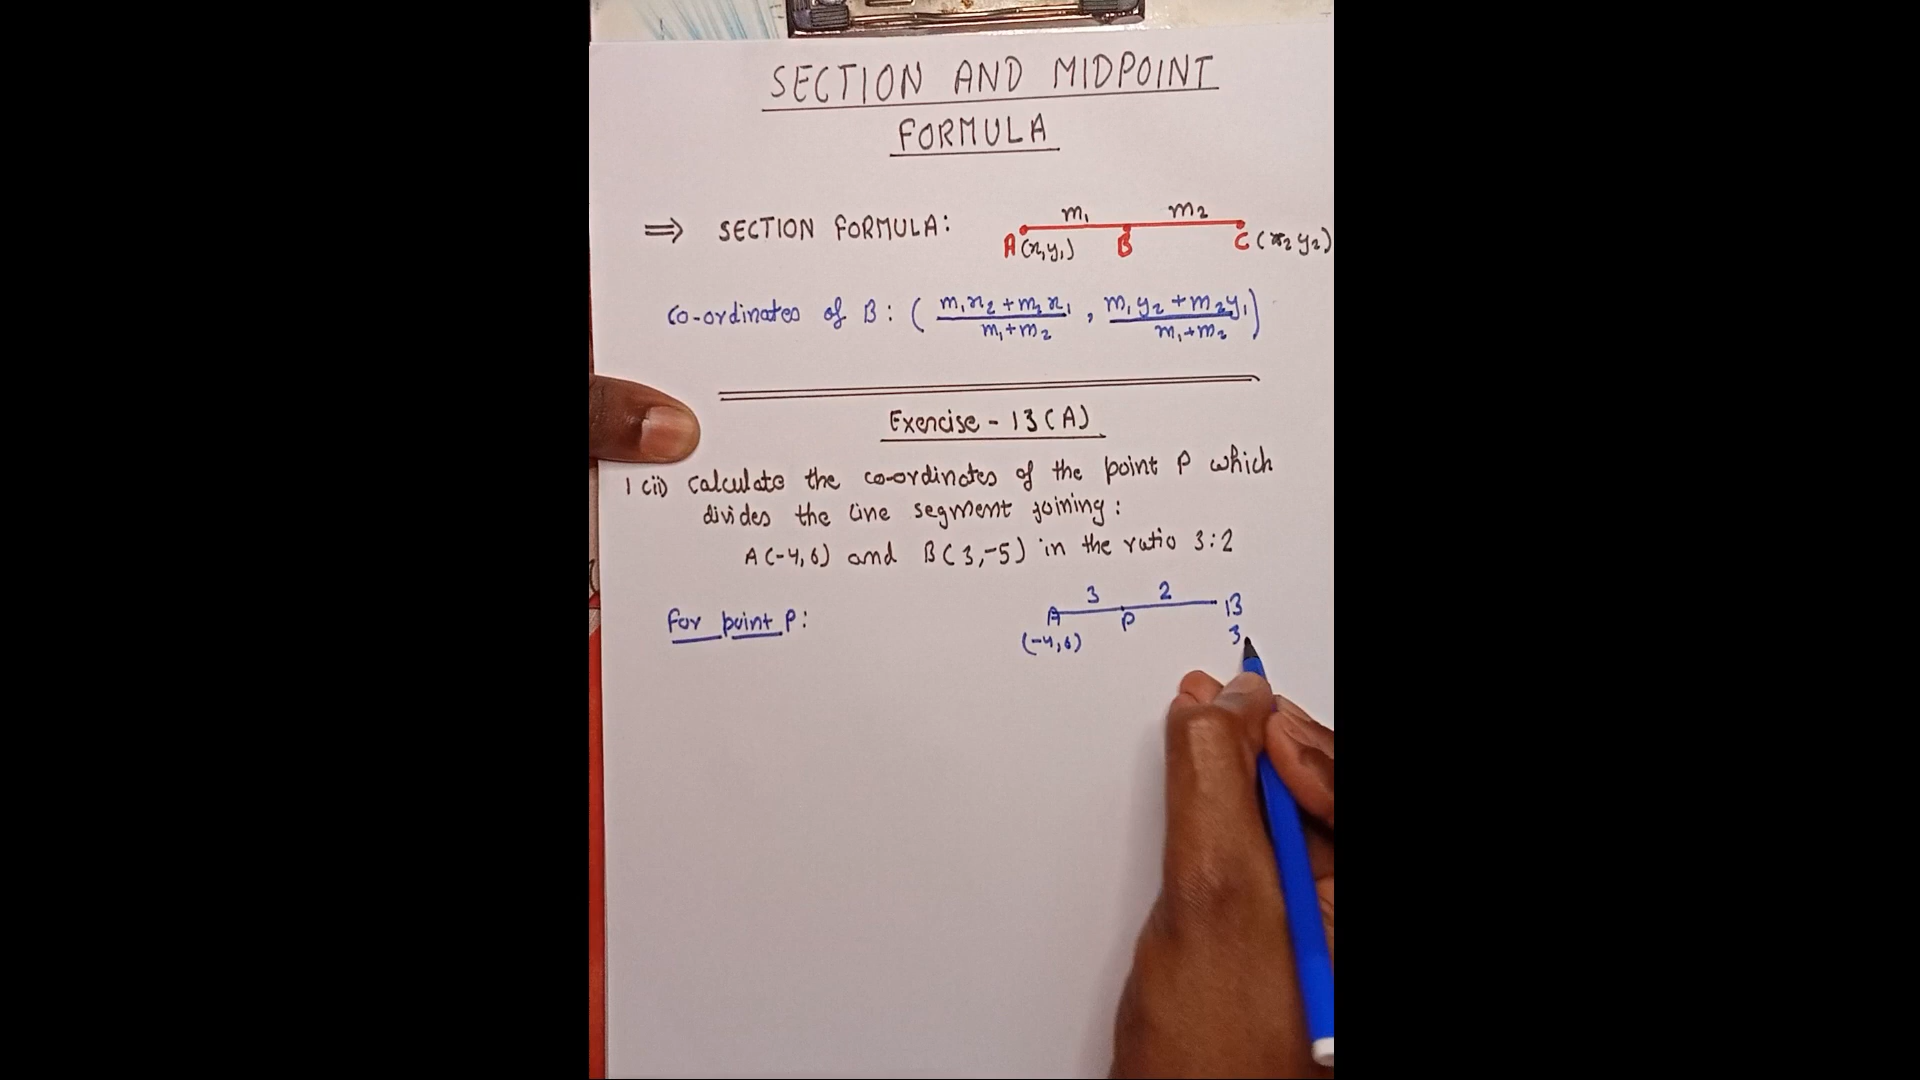 SECTION AND MIDPOINT
FORMULA
⇒ SECTION FORMULA:
m₁ m₂
A(x₁y₁) B C(x₂ y₂)
Co-ordinates of B: ( m₁x₂ + m₂x₁ / m₁+m₂ , m₁y₂ + m₂y₁ / m₁+m₂ )
Exercise - 13(A)
1 (ii) Calculate the co-ordinates of the point P which
divides the line segment joining:
A(-4,6) and B(3,-5) in the ratio 3:2
3 2
For point P: A P B
(-4,6) 3